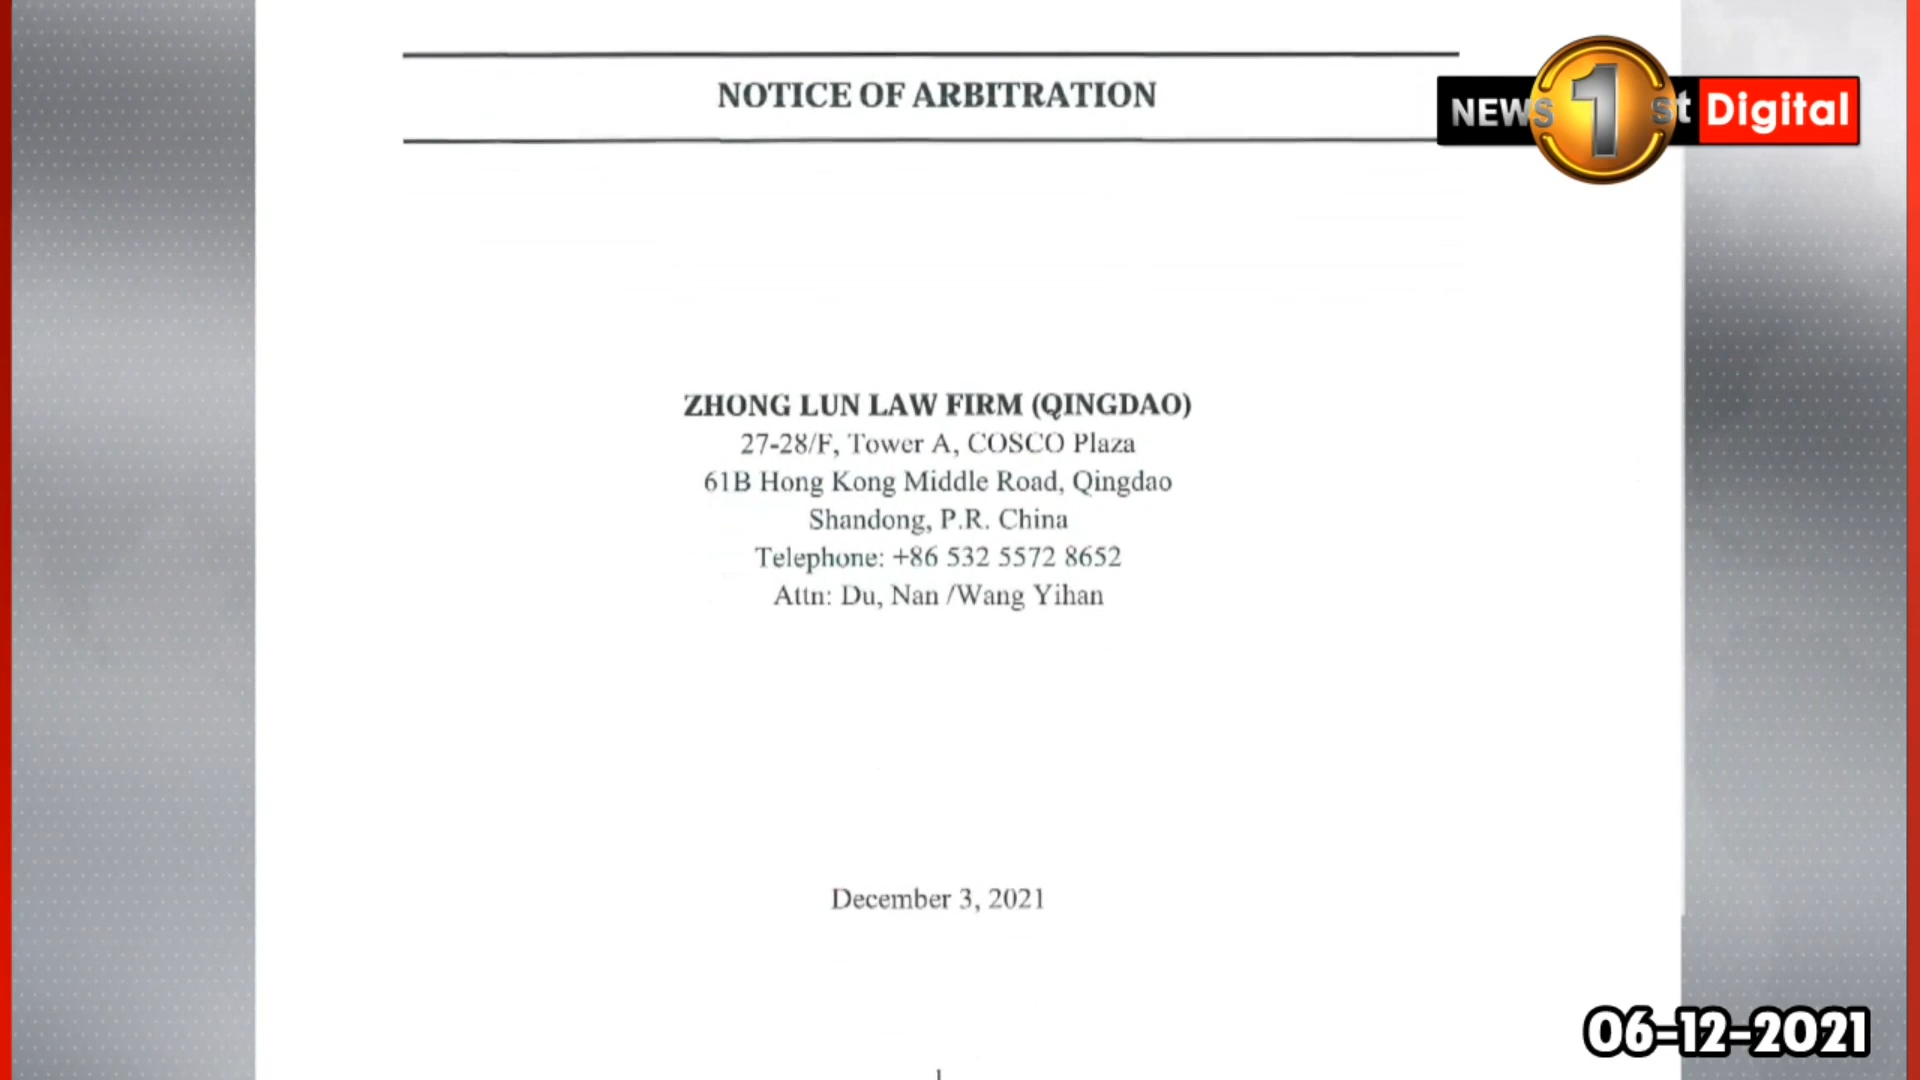 NOTICE OF ARBITRATION
NEWS 1st Digital
ZHONG LUN LAW FIRM (QINGDAO)
27-28/F, Tower A, COSCO Plaza
61B Hong Kong Middle Road, Qingdao
Shandong, P.R. China
Telephone: +86 532 5572 8652
Attn: Du, Nan /Wang Yihan
December 3, 2021
06-12-2021
1